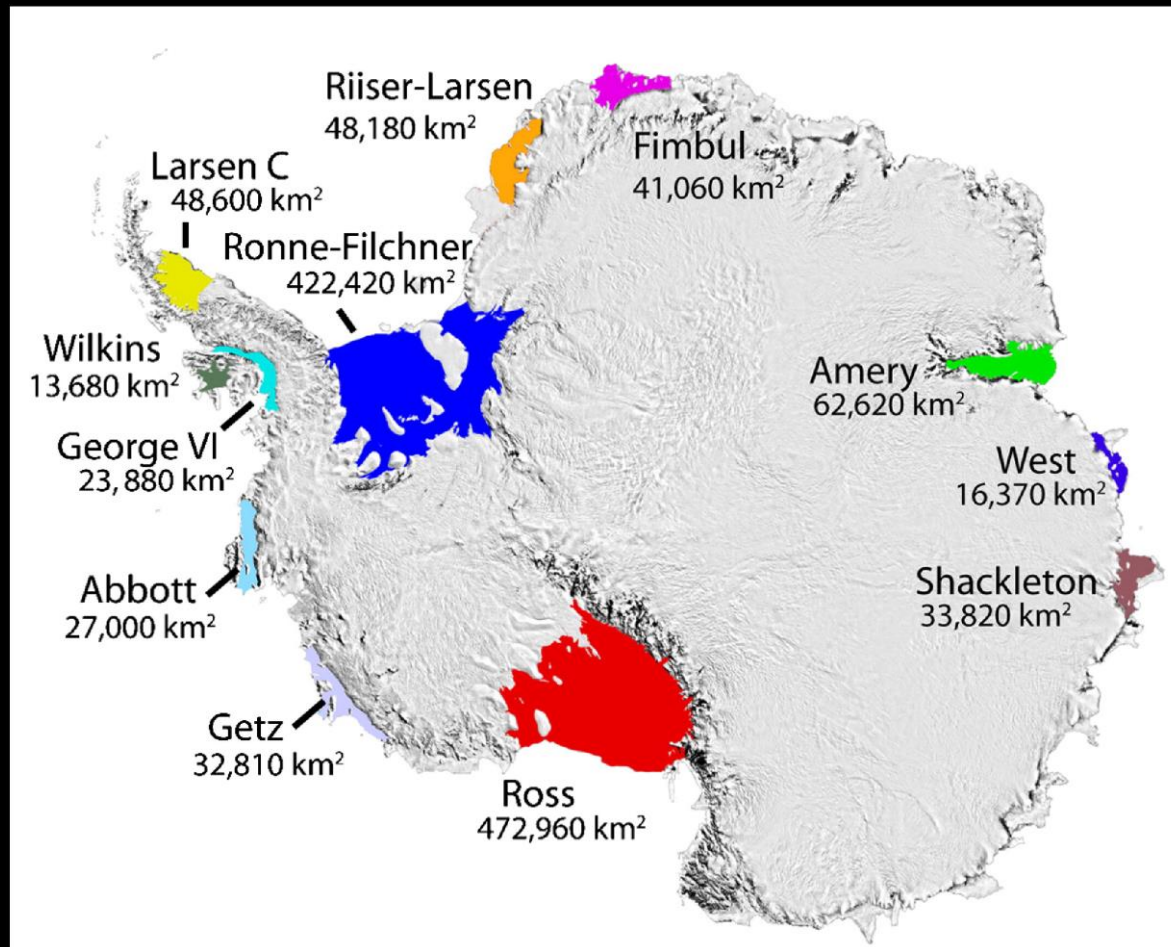 Riiser-Larsen
48,180 km²
Fimbul
41,060 km²
Larsen C
48,600 km²
Ronne-Filchner
422,420 km²
Wilkins
13,680 km²
Amery
62,620 km²
George VI
23,880 km²
West
16,370 km²
Abbott
27,000 km²
Shackleton
33,820 km²
Getz
32,810 km²
Ross
472,960 km²